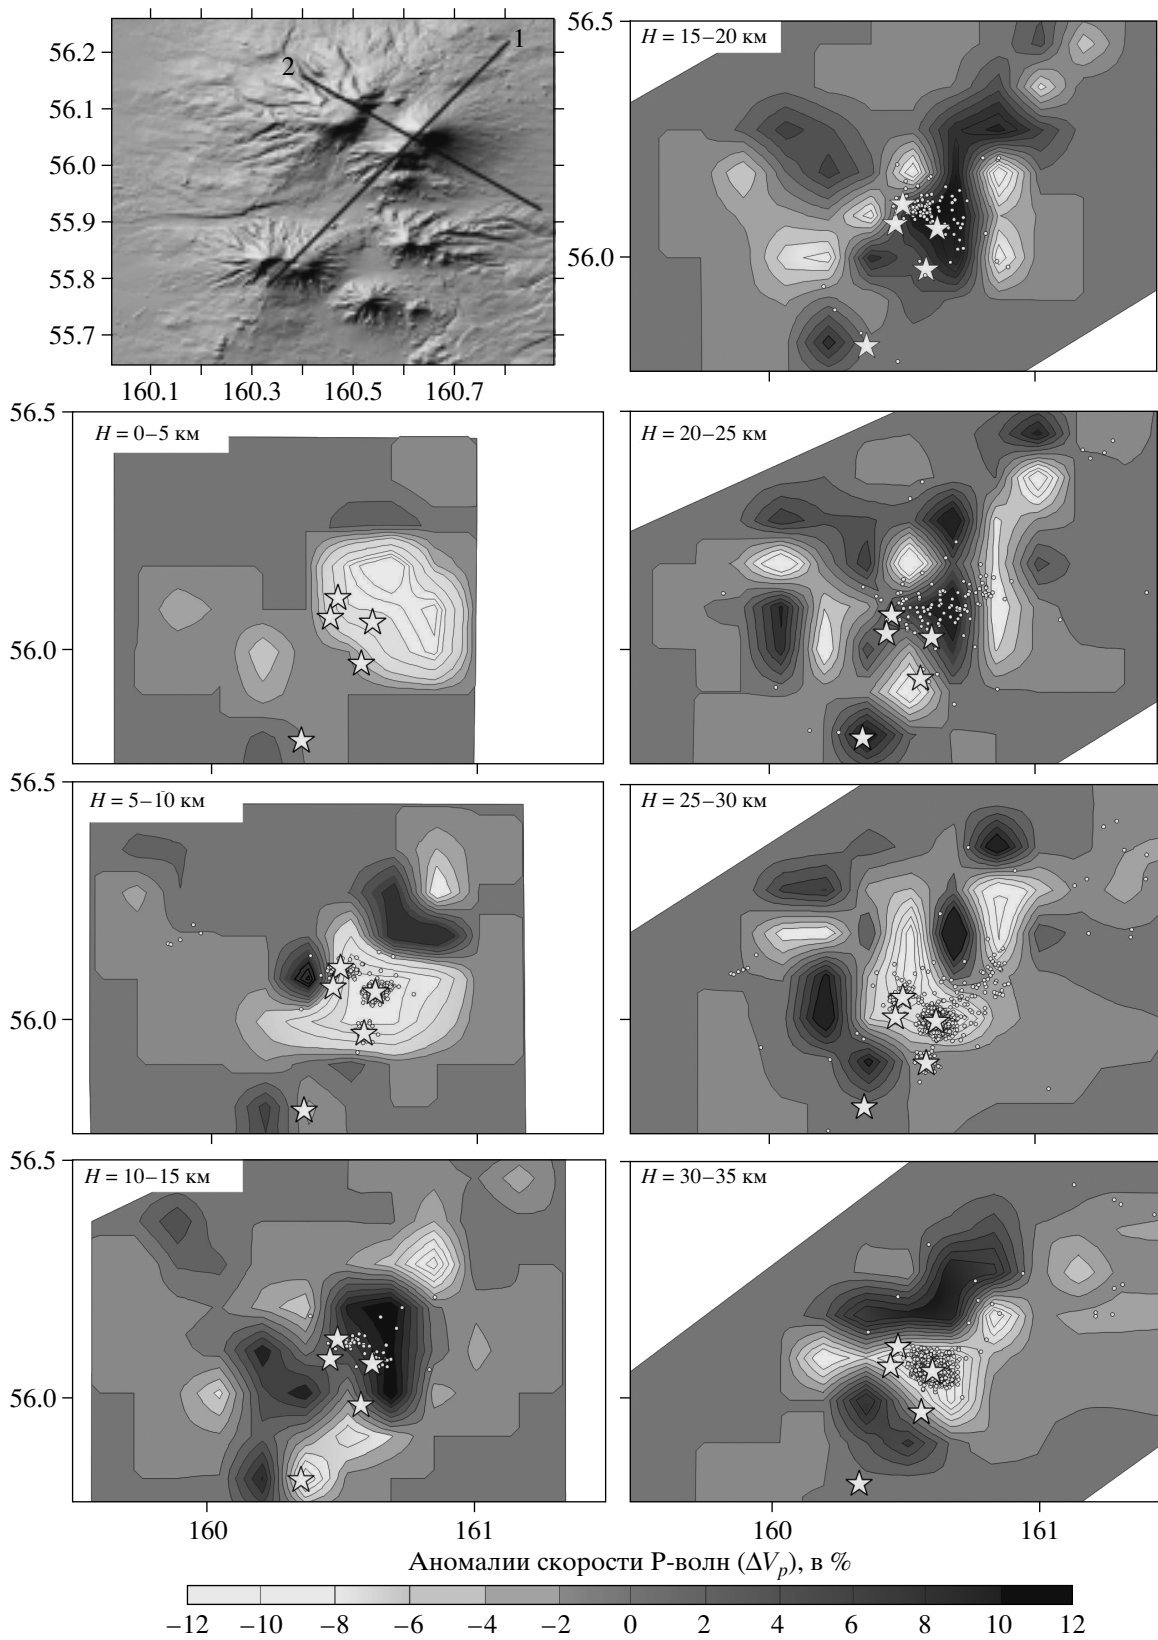 56.2
56.1
56.0
55.9
55.8
55.7
160.1 160.3 160.5 160.7
1
2
56.5
H = 15–20 км
56.0
56.5
H = 0–5 км
56.0
H = 20–25 км
56.5
H = 5–10 км
56.0
H = 25–30 км
56.5
H = 10–15 км
56.0
160 161
H = 30–35 км
160 161
Аномалии скорости Р-волн (ΔVp), в %
–12 –10 –8 –6 –4 –2 0 2 4 6 8 10 12